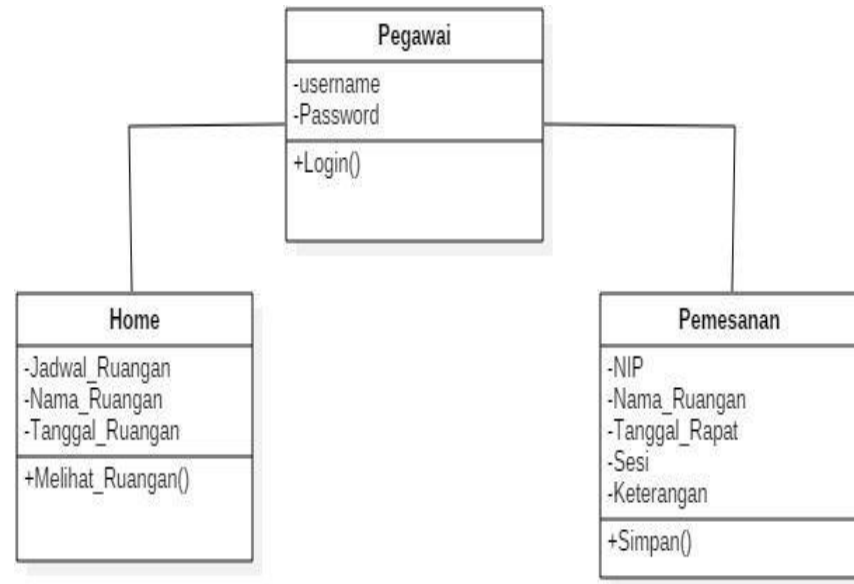 Pegawai
-username
-Password
+Login()
Home
-Jadwal_Ruangan
-Nama_Ruangan
-Tanggal_Ruangan
+Melihat_Ruangan()
Pemesanan
-NIP
-Nama_Ruangan
-Tanggal_Rapat
-Sesi
-Keterangan
+Simpan()